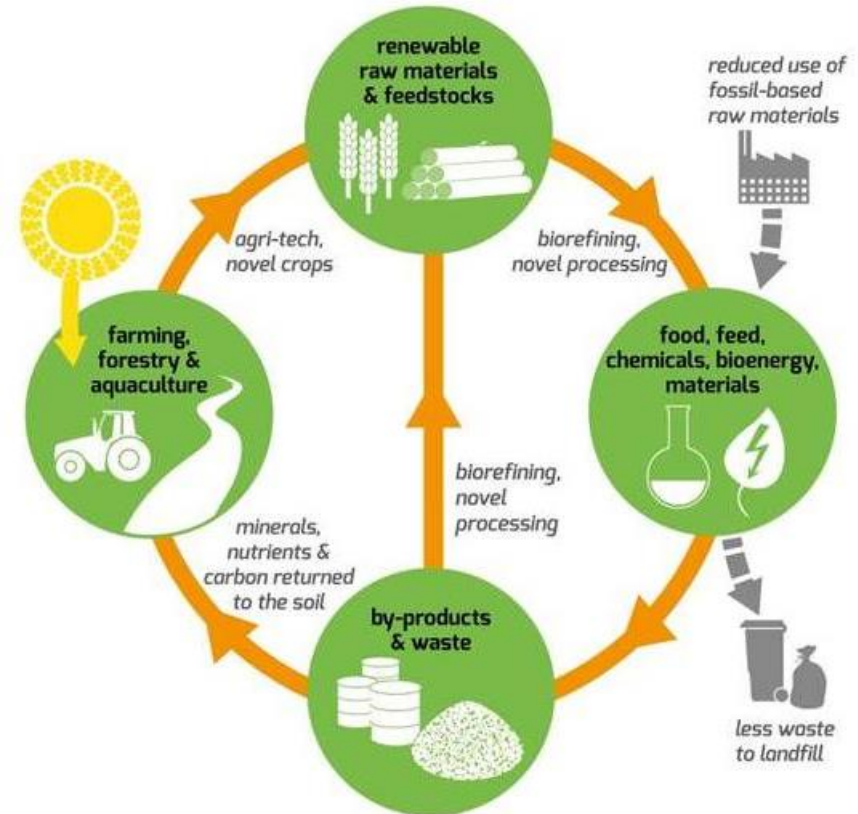 renewable
raw materials
& feedstocks
reduced use of
fossil-based
raw materials
agri-tech,
novel crops
biorefining,
novel processing
farming,
forestry &
aquaculture
food, feed,
chemicals, bioenergy,
materials
biorefining,
novel
processing
minerals,
nutrients &
carbon returned
to the soil
by-products
& waste
less waste
to landfill